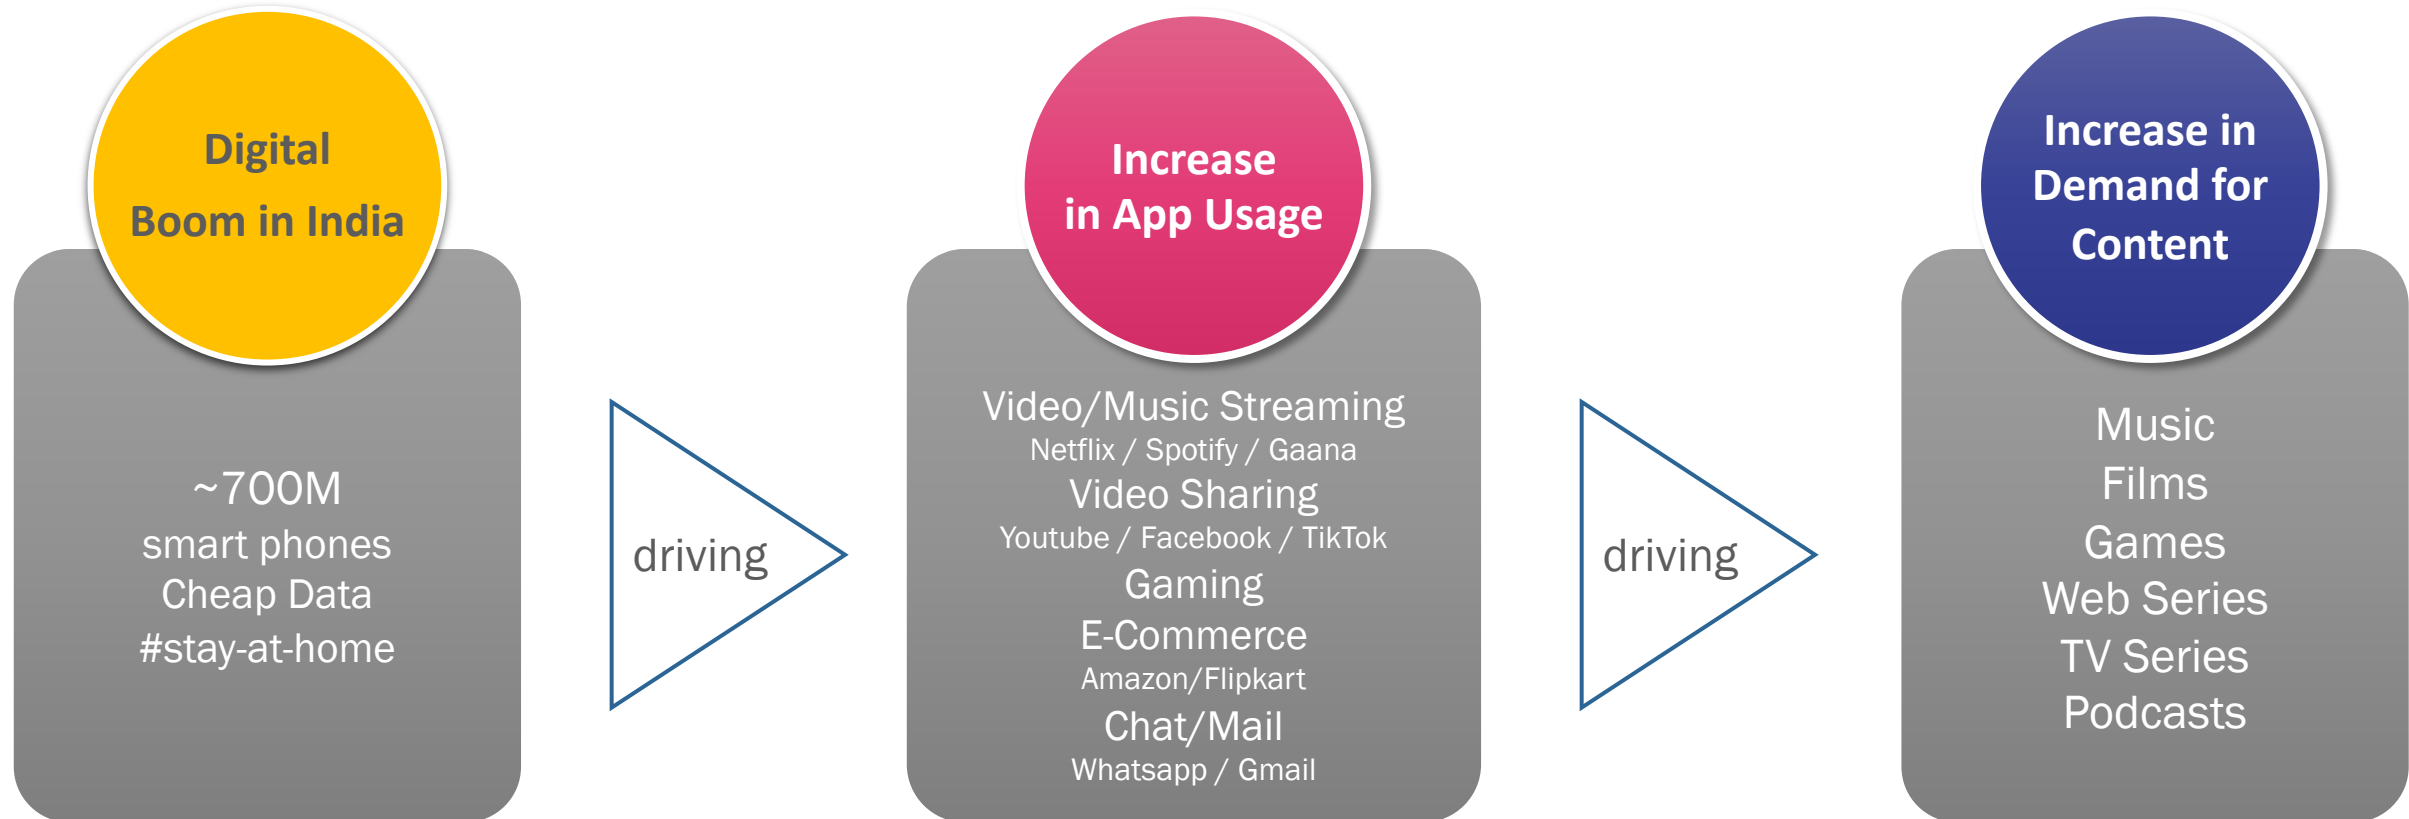 Digital
Boom in India
~700M
smart phones
Cheap Data
#stay-at-home
driving
Increase
in App Usage
Video/Music Streaming
Netflix / Spotify / Gaana
Video Sharing
Youtube / Facebook / TikTok
Gaming
E-Commerce
Amazon/Flipkart
Chat/Mail
Whatsapp / Gmail
driving
Increase in
Demand for
Content
Music
Films
Games
Web Series
TV Series
Podcasts